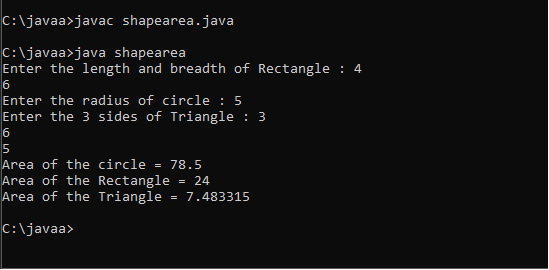 C:\javaa>javac shapearea.java
C:\javaa>java shapearea
Enter the length and breadth of Rectangle : 4
6
Enter the radius of circle : 5
Enter the 3 sides of Triangle : 3
6
5
Area of the circle = 78.5
Area of the Rectangle = 24
Area of the Triangle = 7.483315
C:\javaa>